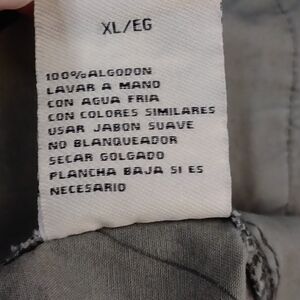 XL/EG
100%ALGODON
LAVAR A MANO
CON AGUA FRIA
CON COLORES SIMILARES
USAR JABON SUAVE
NO BLANQUEADOR
SECAR GOLGADO
PLANCHA BAJA SI ES
NECESARIO